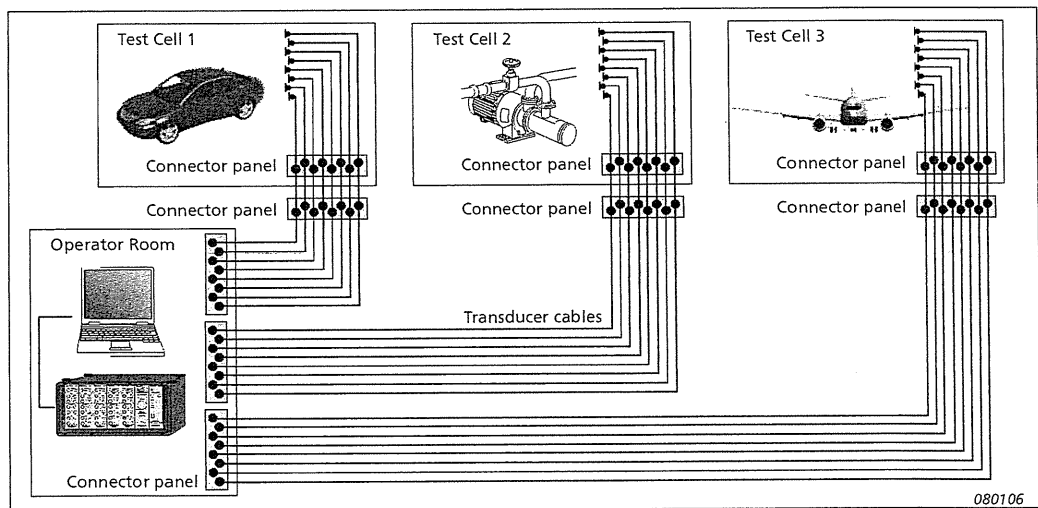 Test Cell 1
Test Cell 2
Test Cell 3
Connector panel
Connector panel
Connector panel
Connector panel
Connector panel
Connector panel
Operator Room
Transducer cables
Connector panel
080106